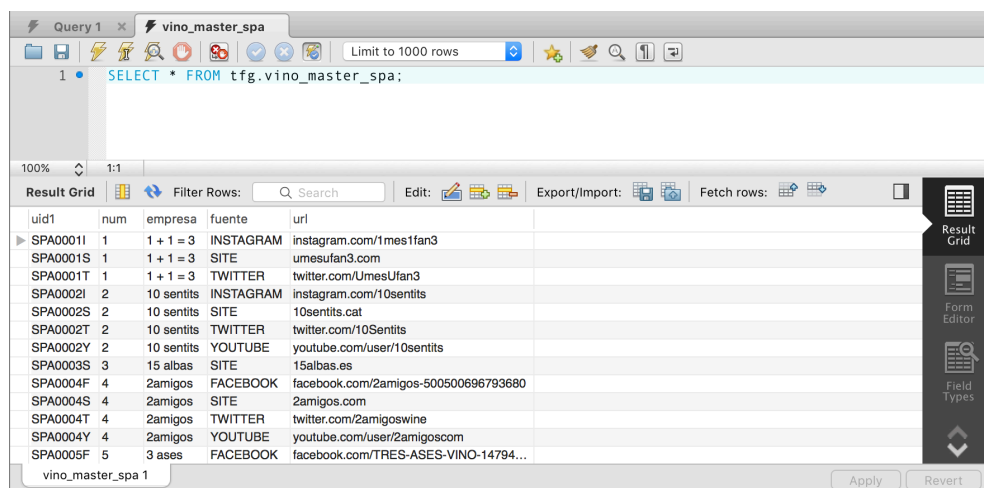 Query 1 × vino_master_spa
Limit to 1000 rows
1 SELECT * FROM tfg.vino_master_spa;
100% 1:1
Result Grid Filter Rows: Search Edit: Export/Import: Fetch rows:
uid1 num empresa fuente url
SPA0001I 1 1 + 1 = 3 INSTAGRAM instagram.com/1mes1fan3
SPA0001S 1 1 + 1 = 3 SITE umesufan3.com
SPA0001T 1 1 + 1 = 3 TWITTER twitter.com/UmesUfan3
SPA0002I 2 10 sentits INSTAGRAM instagram.com/10sentits
SPA0002S 2 10 sentits SITE 10sentits.cat
SPA0002T 2 10 sentits TWITTER twitter.com/10Sentits
SPA0002Y 2 10 sentits YOUTUBE youtube.com/user/10sentits
SPA0003S 3 15 albas SITE 15albas.es
SPA0004F 4 2amigos FACEBOOK facebook.com/2amigos-500500696793680
SPA0004S 4 2amigos SITE 2amigos.com
SPA0004T 4 2amigos TWITTER twitter.com/2amigoswine
SPA0004Y 4 2amigos YOUTUBE youtube.com/user/2amigoscom
SPA0005F 5 3 ases FACEBOOK facebook.com/TRES-ASES-VINO-14794...
Result
Grid
Form
Editor
Field
Types
vino_master_spa 1
Apply Revert